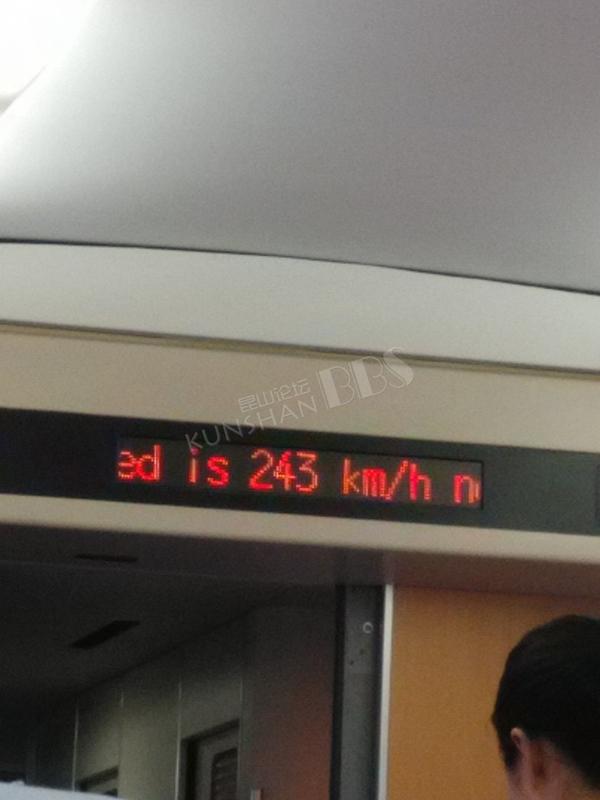 昆山论坛 BBS
KUNSHAN
ed is 243 km/h n